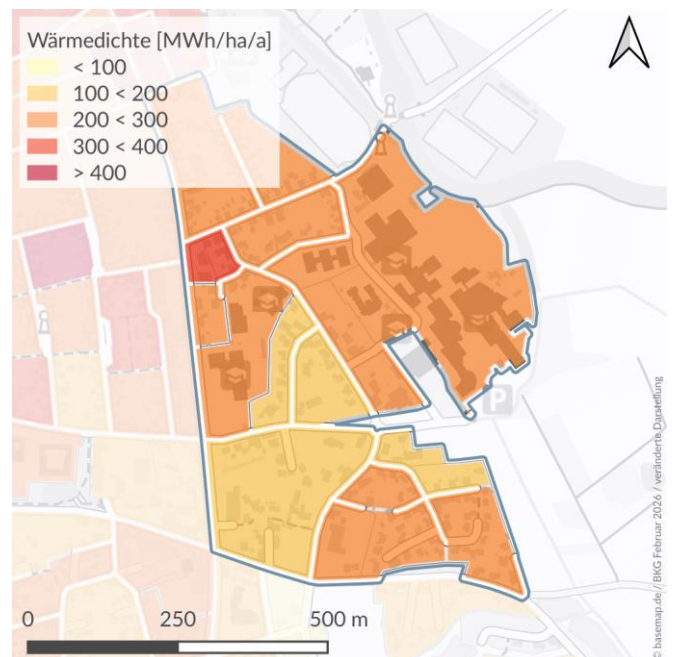 Wärmedichte [MWh/ha/a]
< 100
100 < 200
200 < 300
300 < 400
> 400
P
0 250 500 m
© basemap.de / BKG Februar 2026 / veränderte Darstellung